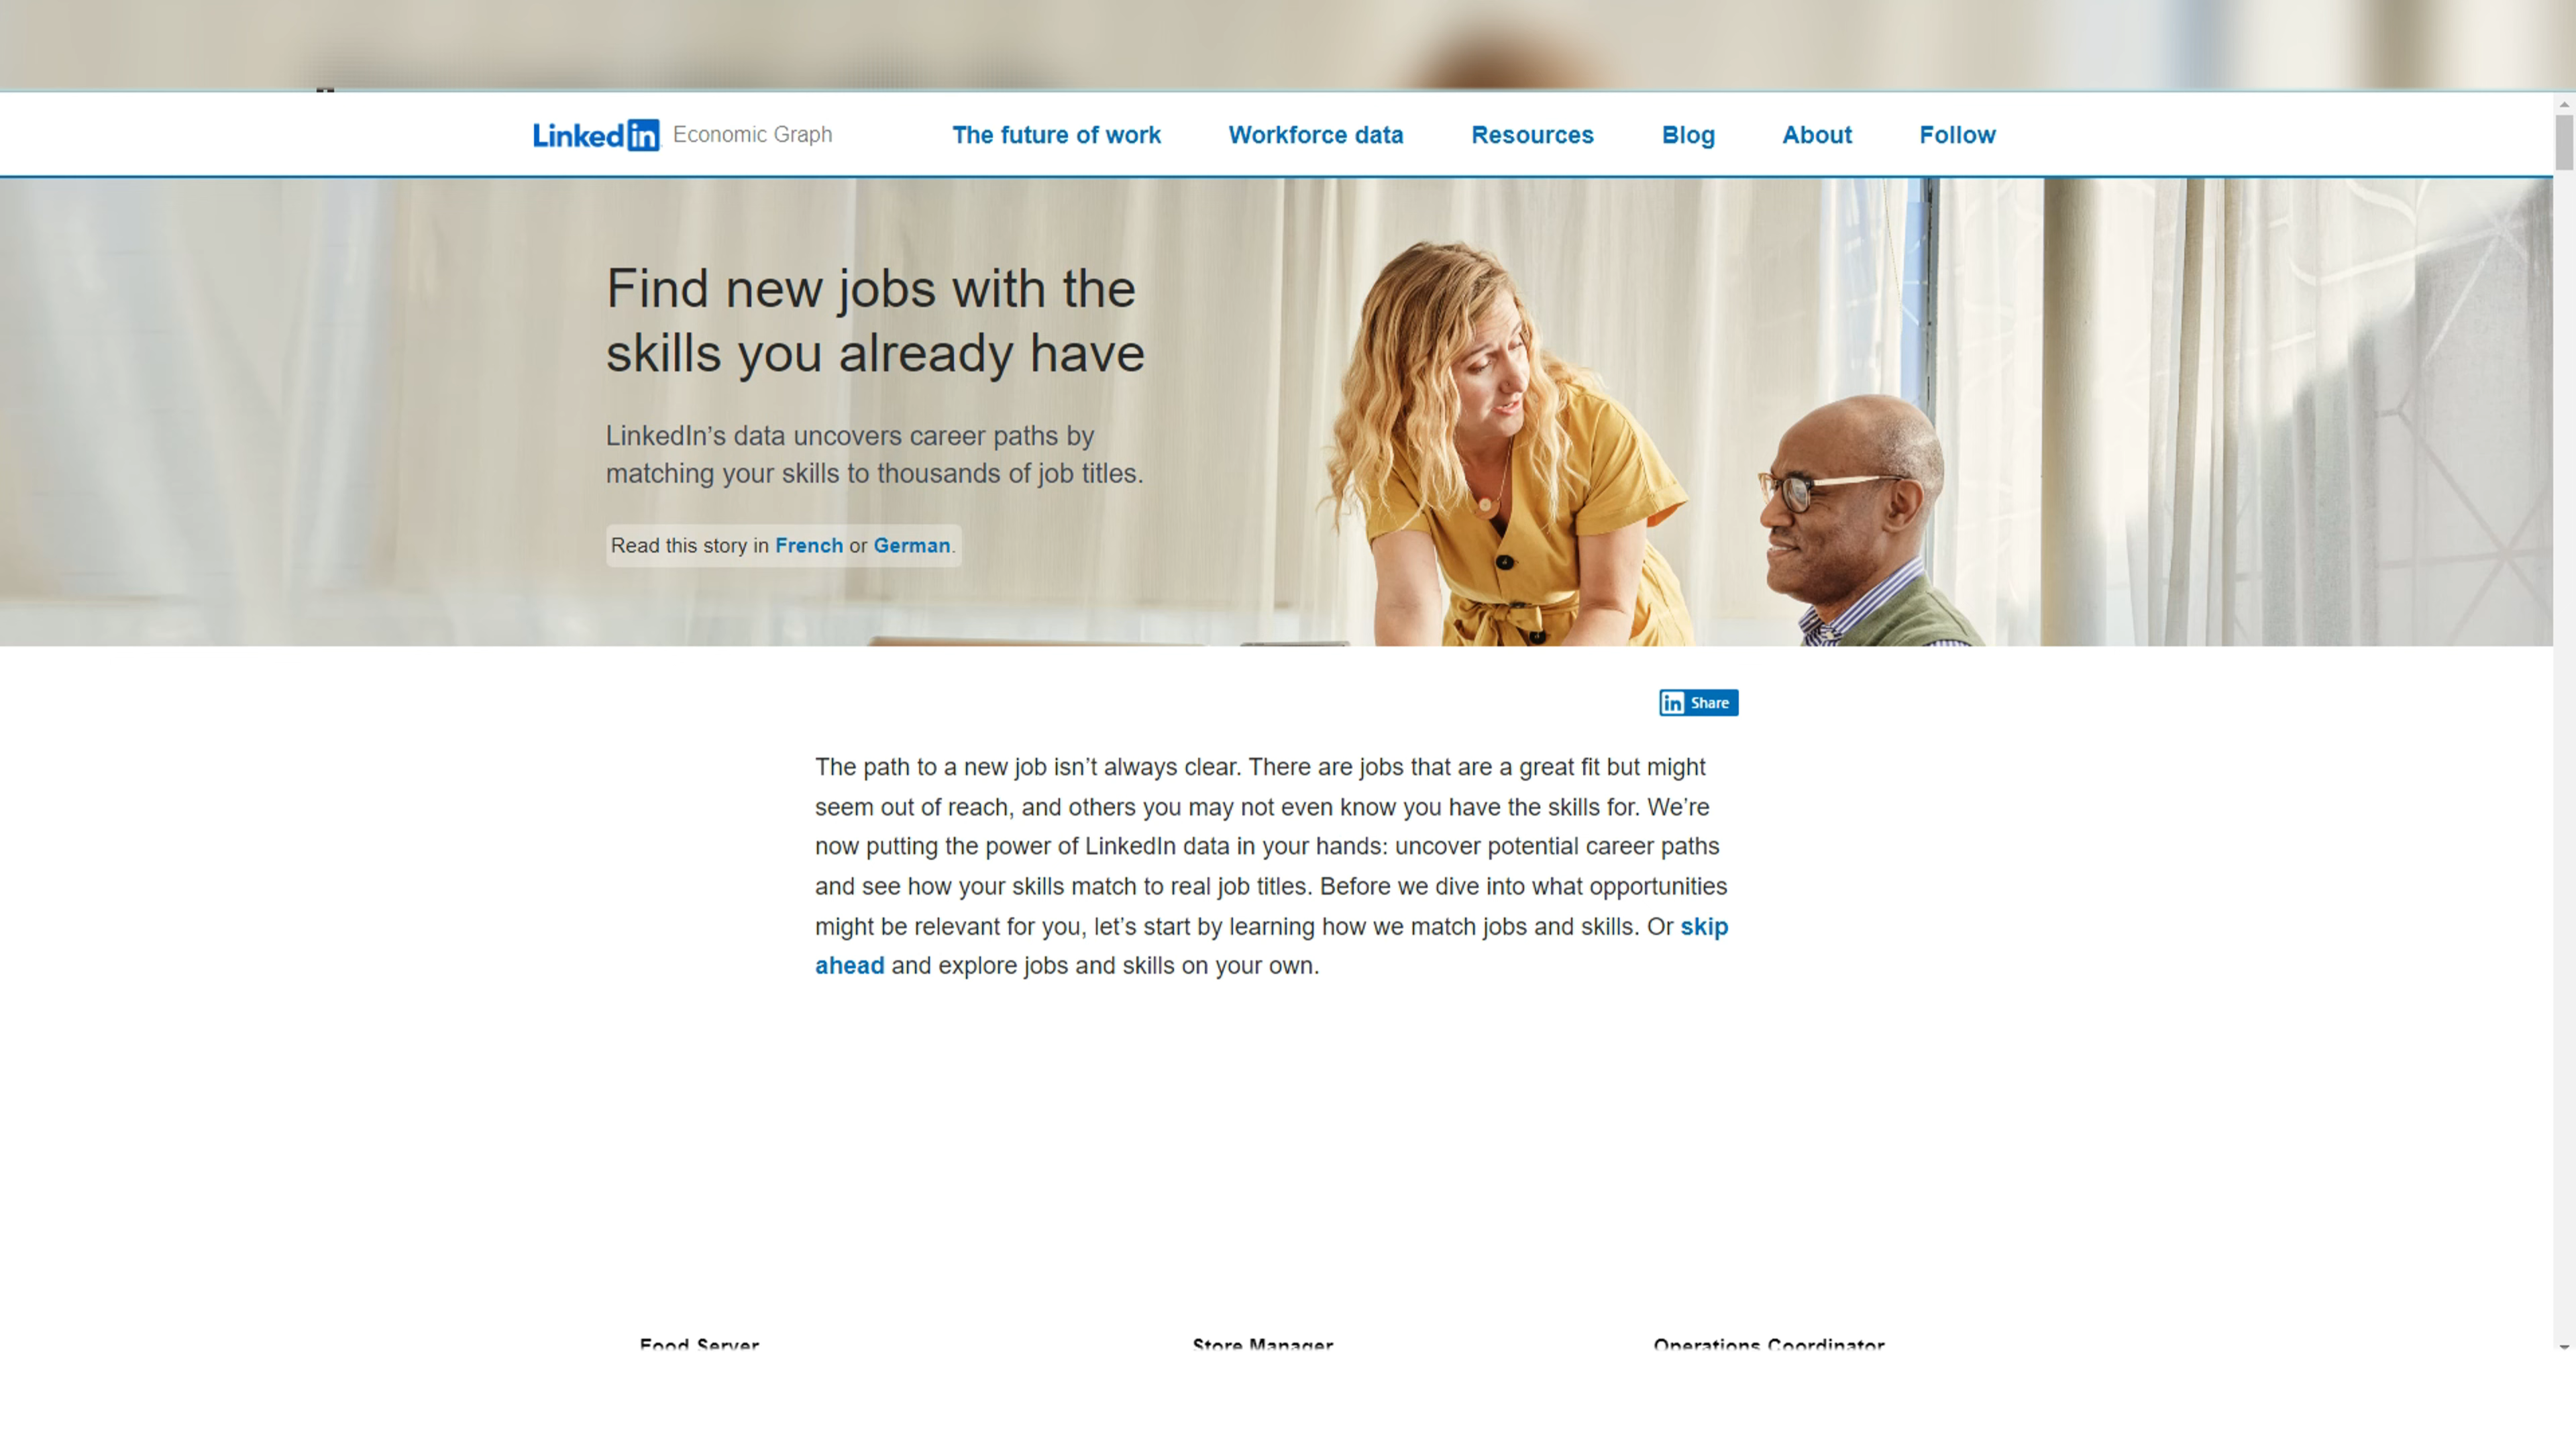 Linked in Economic Graph The future of work Workforce data Resources Blog About Follow
Find new jobs with the
skills you already have
LinkedIn’s data uncovers career paths by
matching your skills to thousands of job titles.
Read this story in French or German.
in Share
The path to a new job isn’t always clear. There are jobs that are a great fit but might
seem out of reach, and others you may not even know you have the skills for. We’re
now putting the power of LinkedIn data in your hands: uncover potential career paths
and see how your skills match to real job titles. Before we dive into what opportunities
might be relevant for you, let’s start by learning how we match jobs and skills. Or skip
ahead and explore jobs and skills on your own.
Food Server Store Manager Operations Coordinator